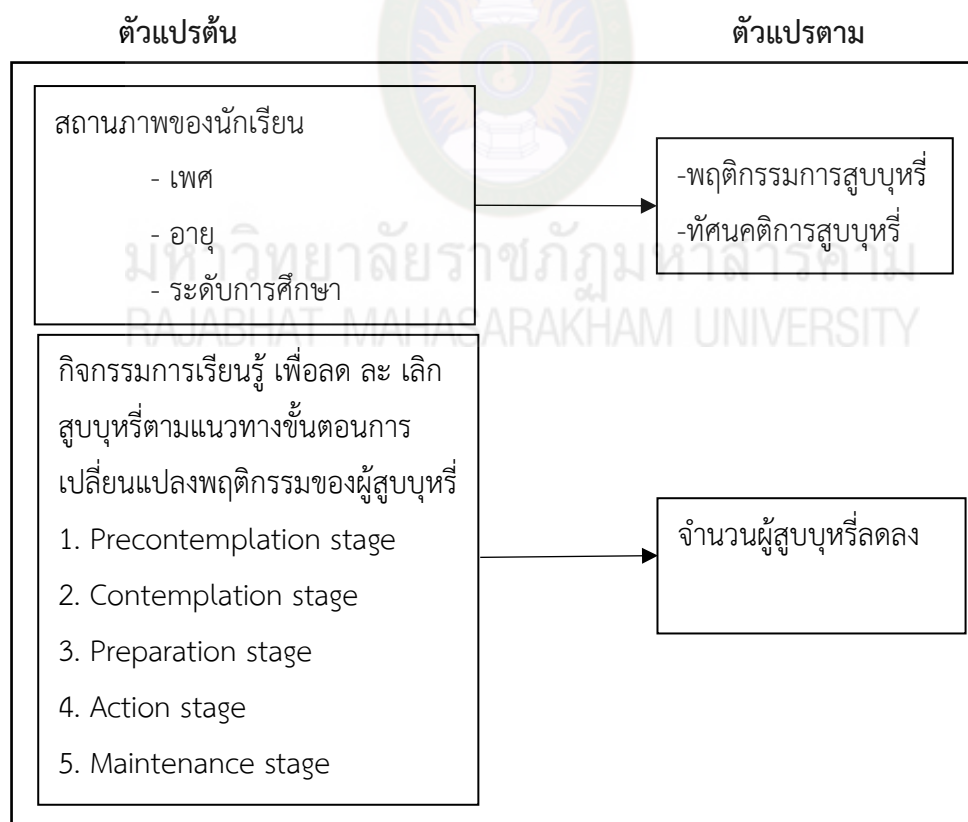 ตัวแปรต้น
ตัวแปรตาม
สถานภาพของนักเรียน
- เพศ
- อายุ
- ระดับการศึกษา
-พฤติกรรมการสูบบุหรี่
-ทัศนคติการสูบบุหรี่
มหาวิทยาลัยราชภัฏมหาสารคาม
RAJABHAT MAHASARAKHAM UNIVERSITY
กิจกรรมการเรียนรู้ เพื่อลด ละ เลิก
สูบบุหรี่ตามแนวทางขั้นตอนการ
เปลี่ยนแปลงพฤติกรรมของผู้สูบบุหรี่
1. Precontemplation stage
2. Contemplation stage
3. Preparation stage
4. Action stage
5. Maintenance stage
จำนวนผู้สูบบุหรี่ลดลง